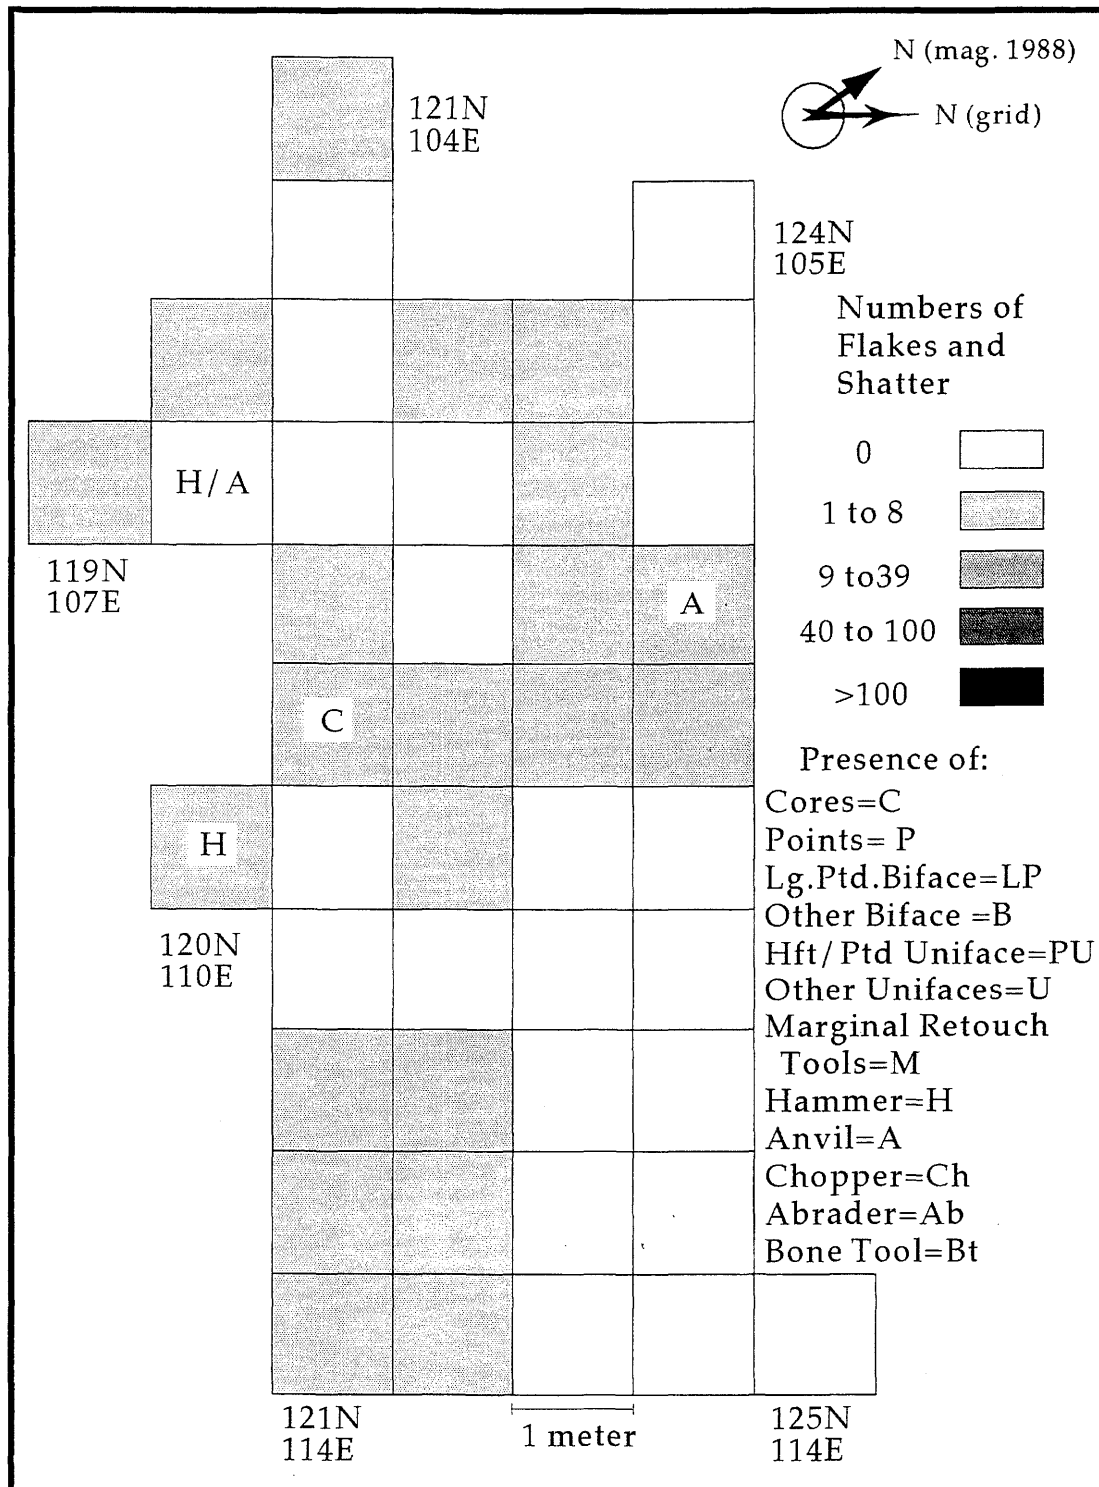 N (mag. 1988)
N (grid)
121N
104E
124N
105E
Numbers of
Flakes and
Shatter
0
1 to 8
9 to39
40 to 100
>100
H/A
119N
107E
A
C
H
120N
110E
Presence of:
Cores=C
Points= P
Lg.Ptd.Biface=LP
Other Biface =B
Hft/Ptd Uniface=PU
Other Unifaces=U
Marginal Retouch
Tools=M
Hammer=H
Anvil=A
Chopper=Ch
Abrader=Ab
Bone Tool=Bt
121N
114E
1 meter
125N
114E